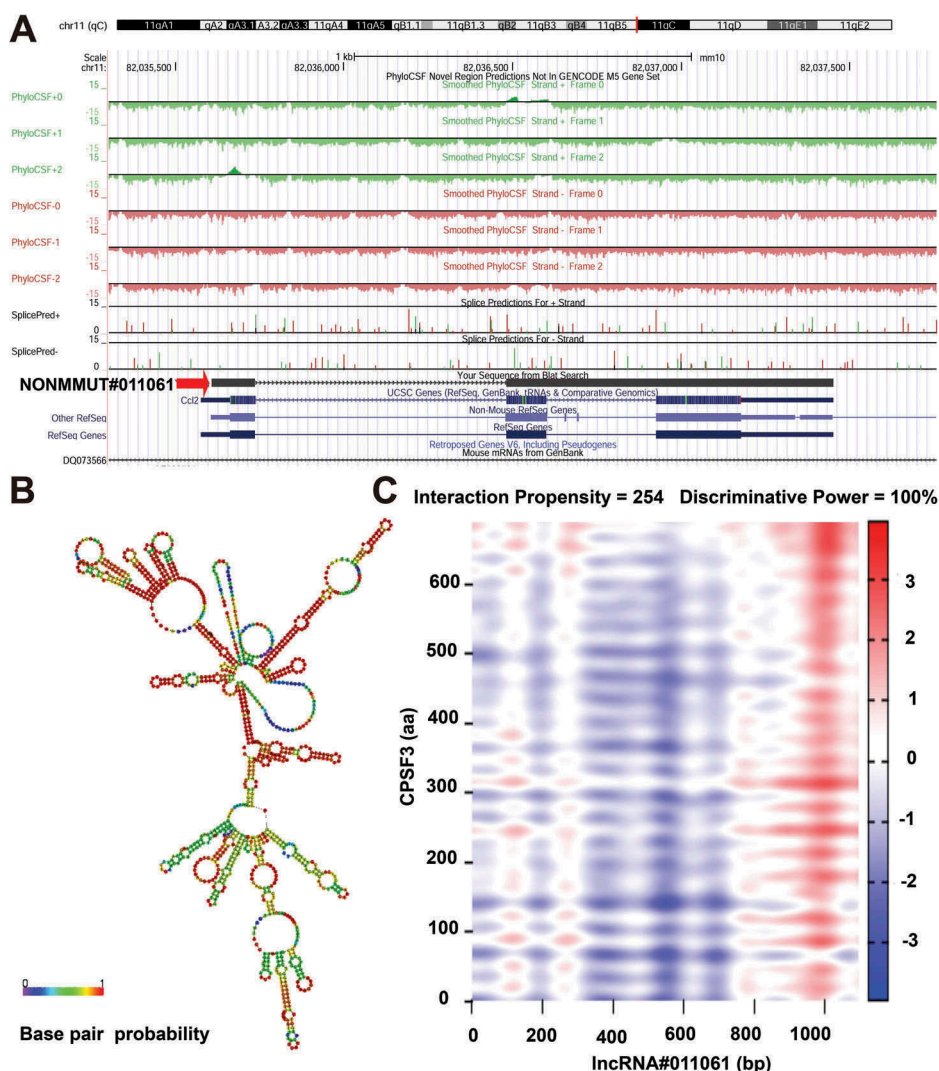 A
chr11 (qC) 11qA1 qA2 qA3.1 A3.2 qA3.3 11qA4 11qA5 qB1.1 11qB1.3 qB2 11qB3 qB4 11qB5 11qC 11qD 11qE1 11qE2
Scale 1 kb mm10
chr11: 82,035,500 82,036,000 82,036,500 82,037,000 82,037,500
PhyloCSF Novel Region Predictions Not In GENCODE M5 Gene Set
15 Smoothed PhyloCSF Strand + Frame 0
PhyloCSF+0
-15
15 Smoothed PhyloCSF Strand + Frame 1
PhyloCSF+1
-15
15 Smoothed PhyloCSF Strand + Frame 2
PhyloCSF+2
-15
15 Smoothed PhyloCSF Strand - Frame 0
PhyloCSF-0
-15
15 Smoothed PhyloCSF Strand - Frame 1
PhyloCSF-1
-15
15 Smoothed PhyloCSF Strand - Frame 2
PhyloCSF-2
-15
15 Splice Predictions For + Strand
SplicePred+
0
15 Splice Predictions For - Strand
SplicePred-
0
Your Sequence from Blat Search
NONMMUT#011061
UCSC Genes (RefSeq, GenBank, tRNAs & Comparative Genomics)
Ccl2
Non-Mouse RefSeq Genes
Other RefSeq
RefSeq Genes
RefSeq Genes
Retroposed Genes V6, Including Pseudogenes
Mouse mRNAs from GenBank
DQ073566
B
0 1
Base pair probability
C Interaction Propensity = 254 Discriminative Power = 100%
CPSF3 (aa)
600
500
400
300
200
100
0
0 200 400 600 800 1000
lncRNA#011061 (bp)
3
2
1
0
-1
-2
-3